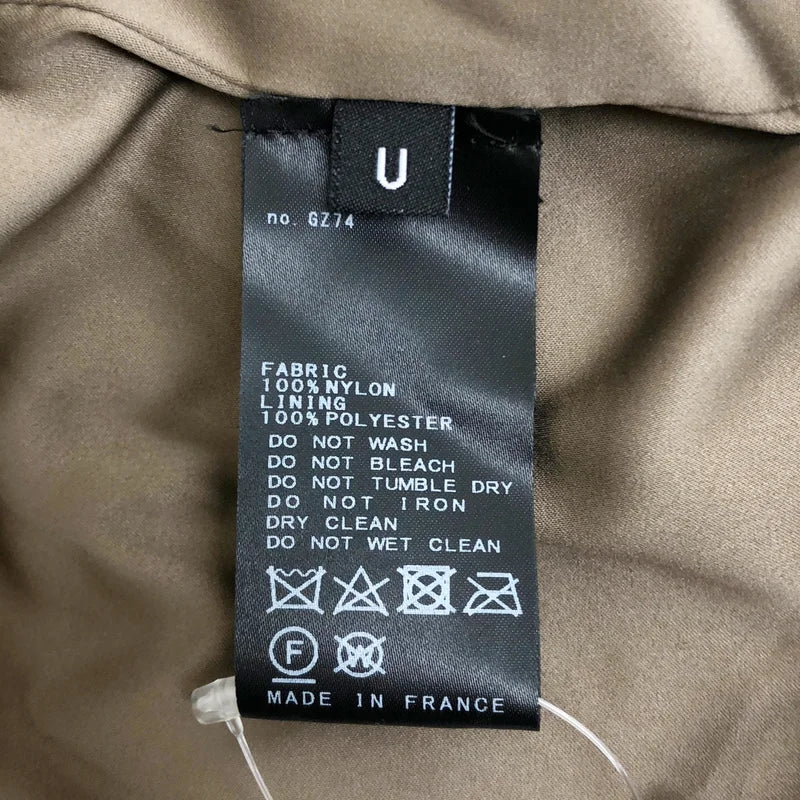 U
no. GZ74
FABRIC
100% NYLON
LINING
100% POLYESTER
DO NOT WASH
DO NOT BLEACH
DO NOT TUMBLE DRY
DO NOT IRON
DRY CLEAN
DO NOT WET CLEAN
F W
MADE IN FRANCE